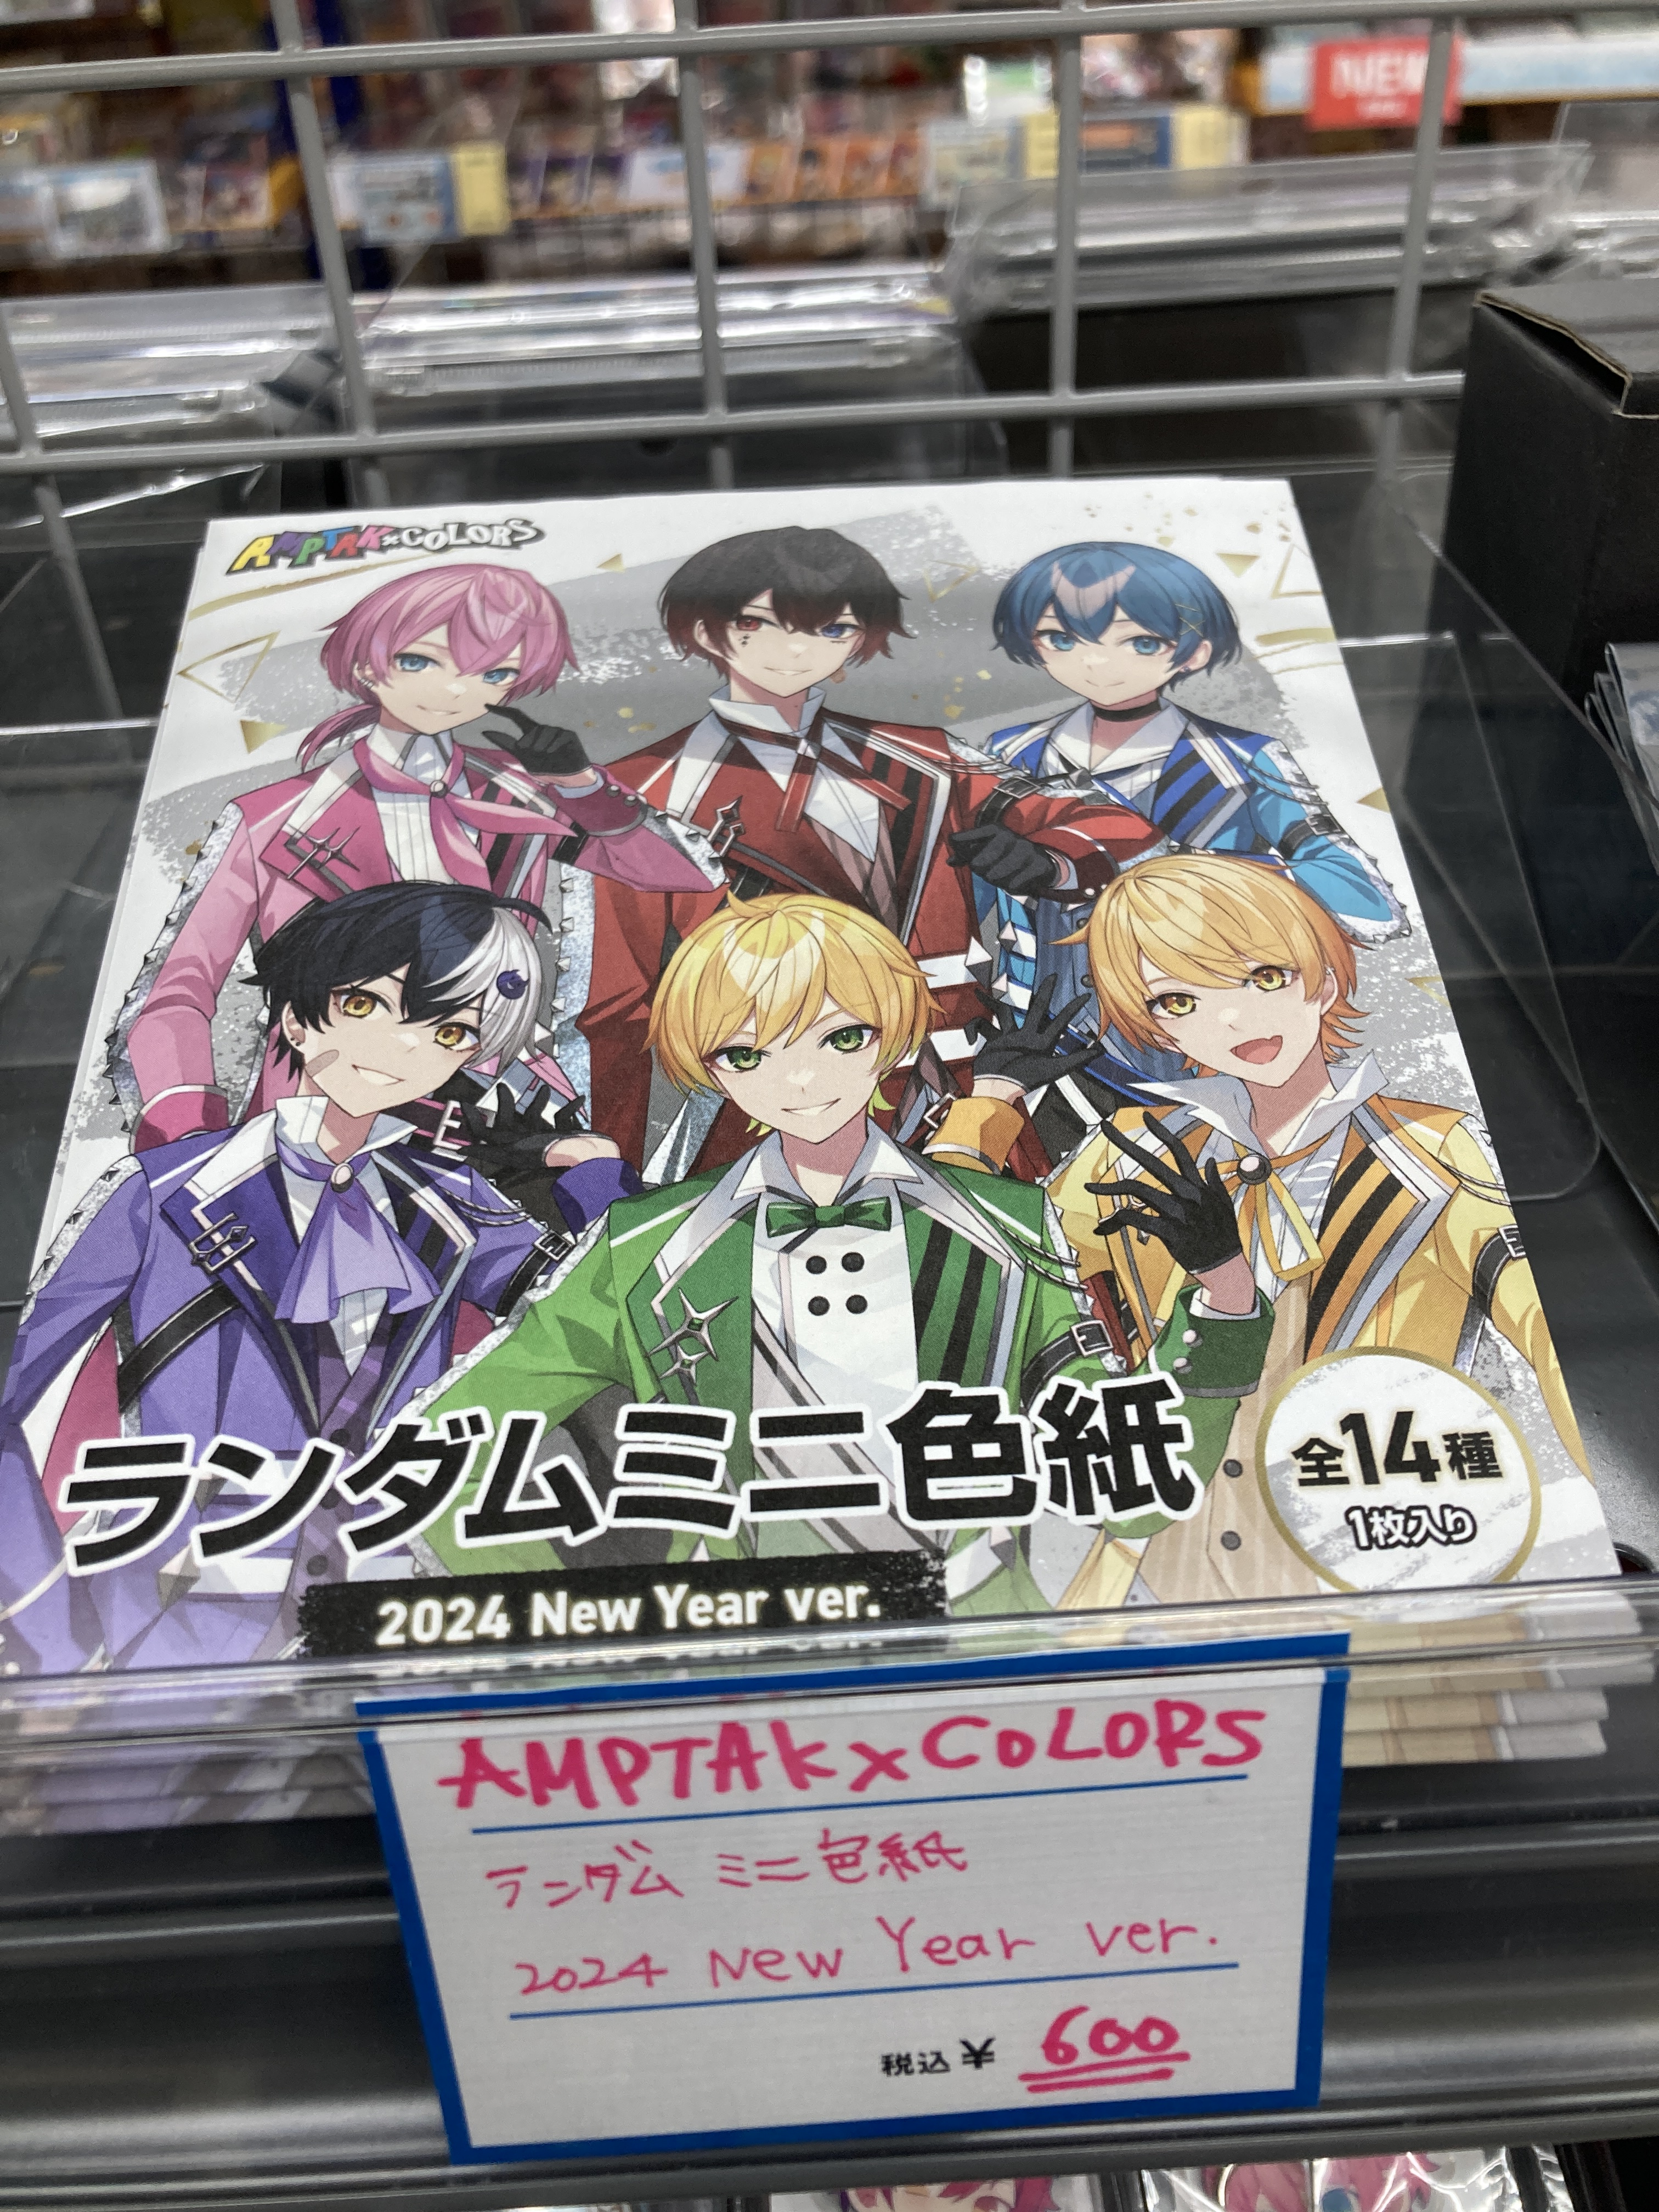 NEW
AMPTAK×COLORS
ランダムミニ色紙
全14種
1枚入り
2024 New Year ver.
AMPTAK×COLORS
ランダム ミニ色紙
2024 New Year ver.
税込¥ 600